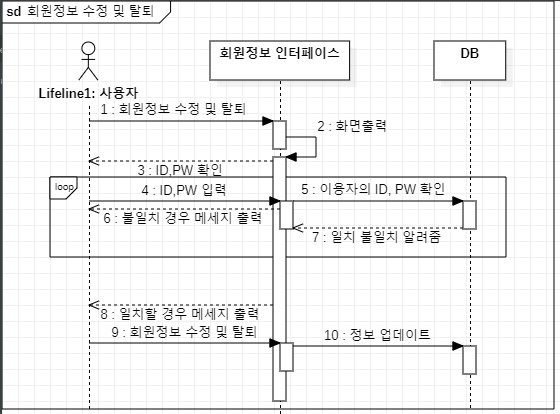 sd 회원정보 수정 및 탈퇴
회원정보 인터페이스
DB
Lifeline1: 사용자
1 : 회원정보 수정 및 탈퇴
2 : 화면출력
3 : ID,PW 확인
loop
4 : ID,PW 입력
5 : 이용자의 ID, PW 확인
6 : 불일치 경우 메세지 출력
7 : 일치 불일치 알려줌
8 : 일치할 경우 메세지 출력
9 : 회원정보 수정 및 탈퇴
10 : 정보 업데이트